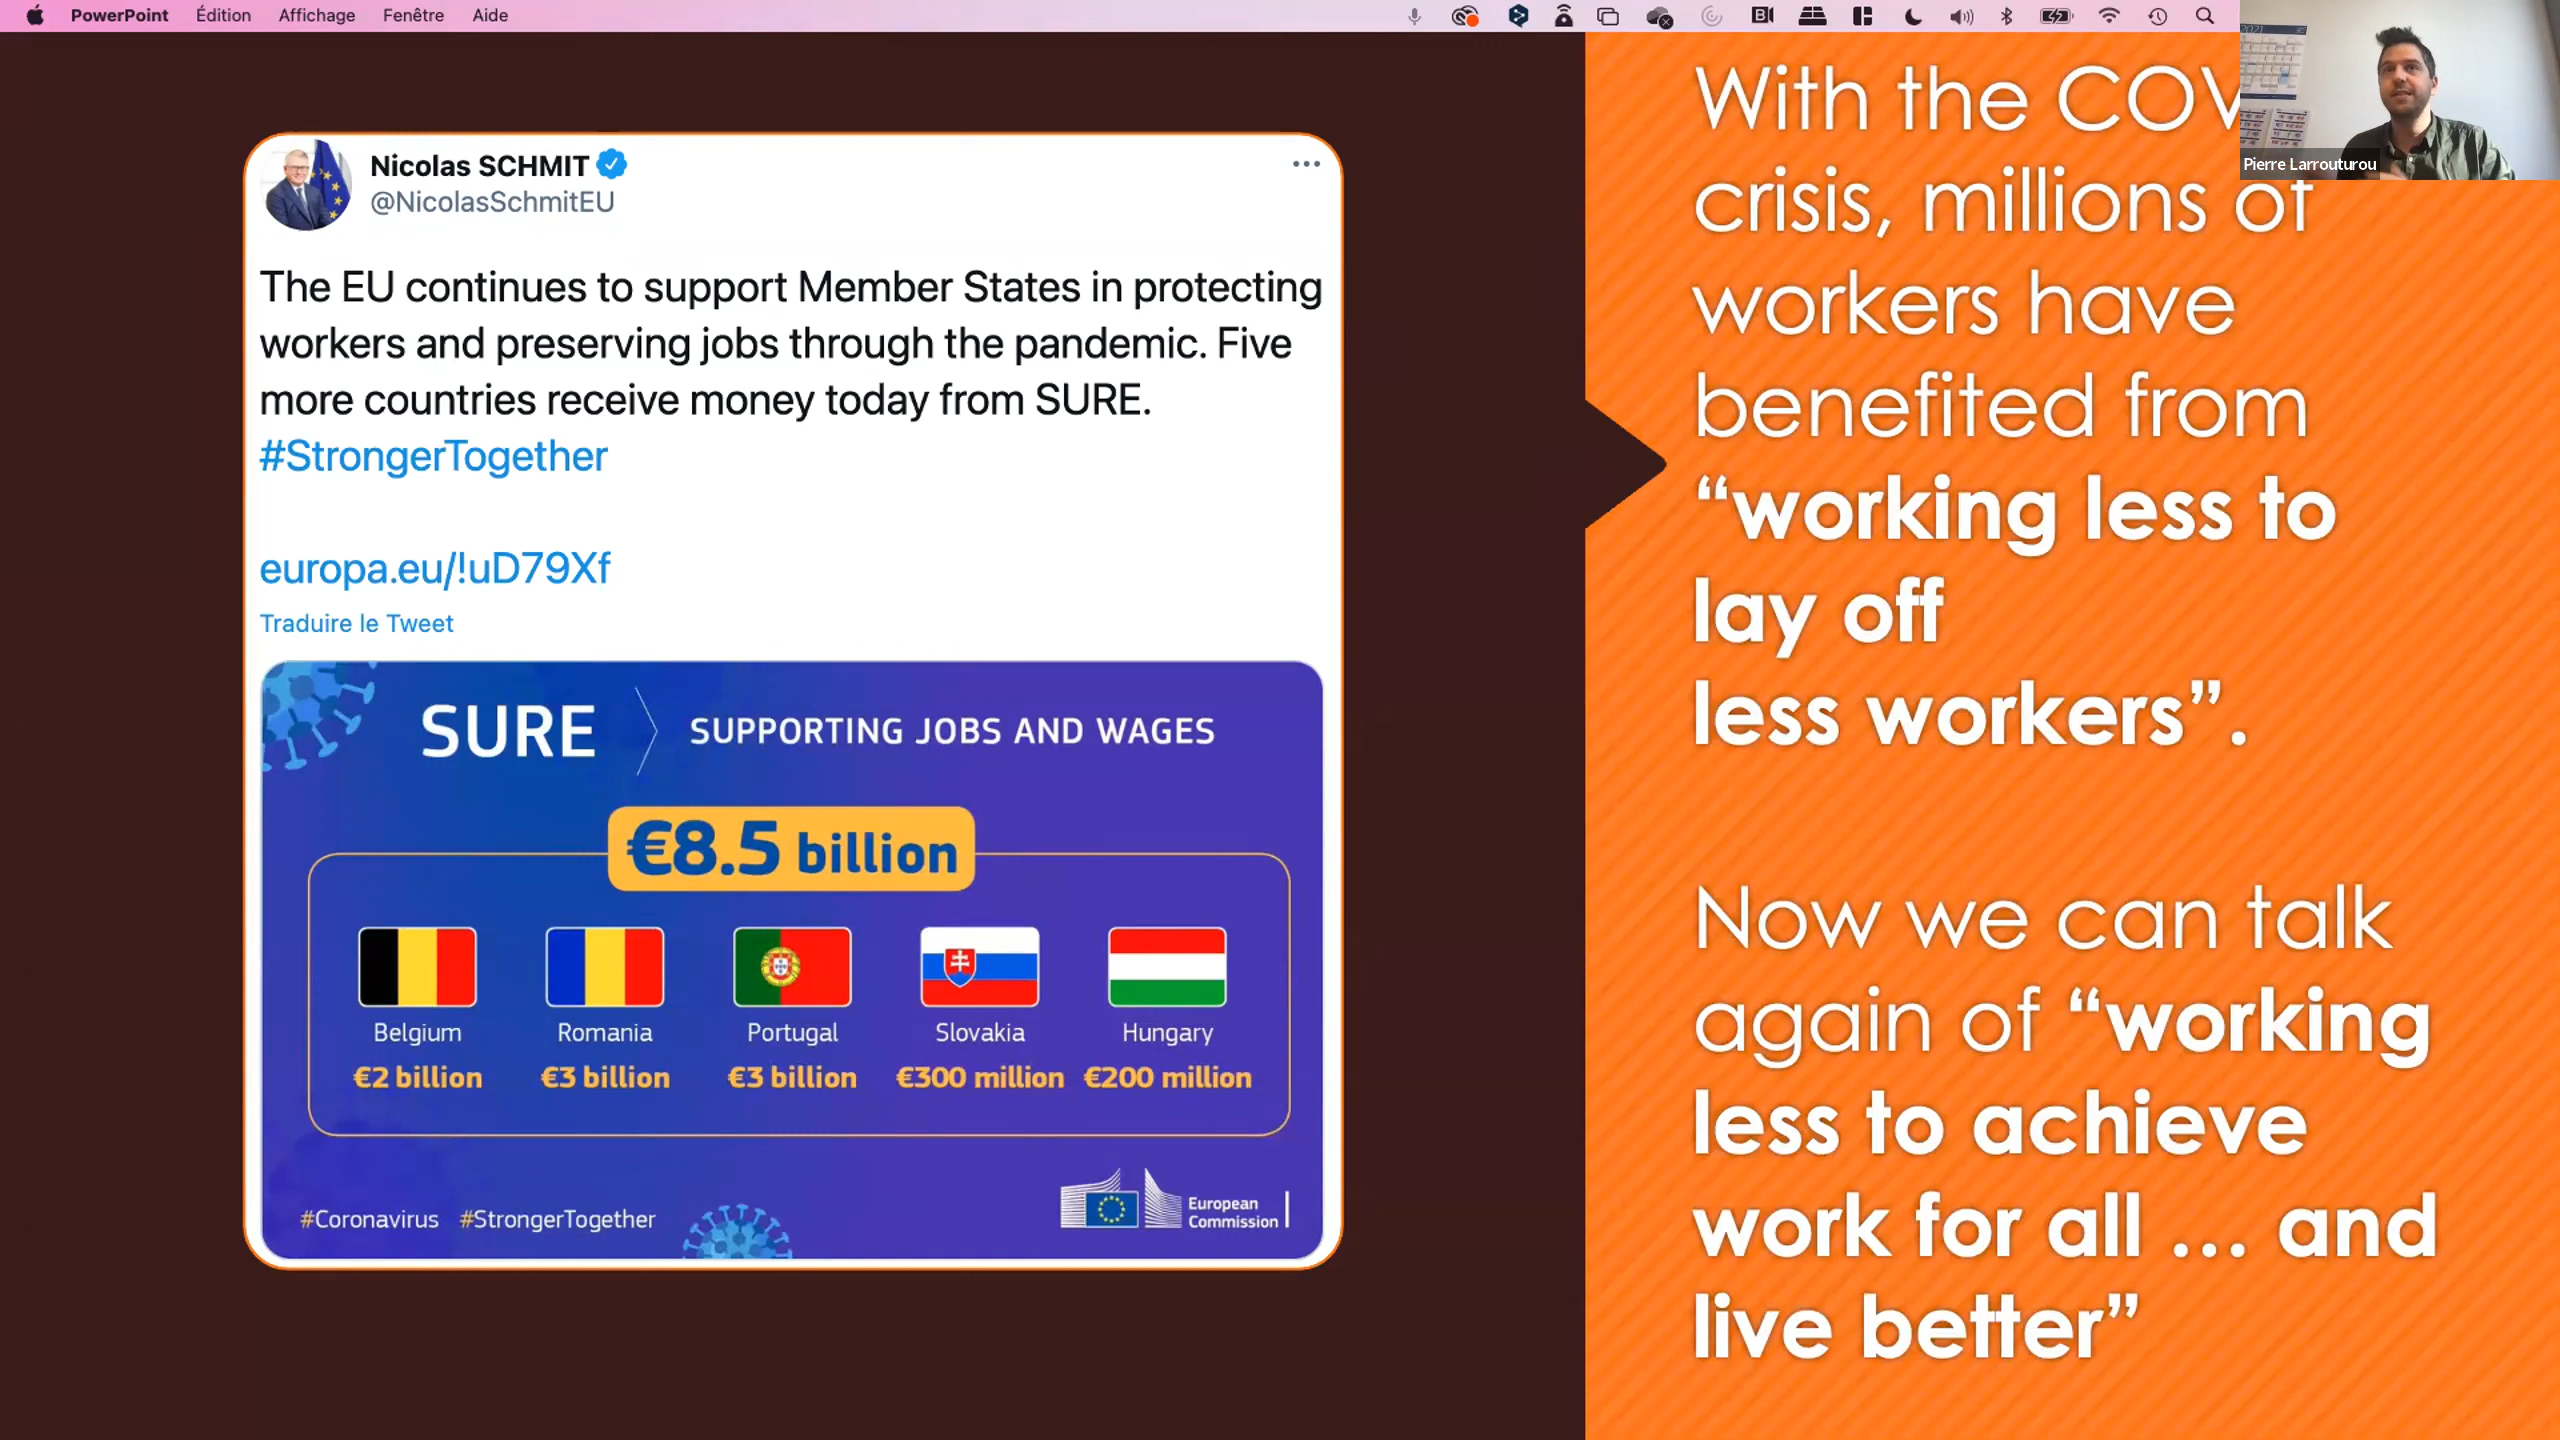 PowerPoint Édition Affichage Fenêtre Aide
Nicolas SCHMIT
@NicolasSchmitEU
The EU continues to support Member States in protecting
workers and preserving jobs through the pandemic. Five
more countries receive money today from SURE.
#StrongerTogether
europa.eu/!uD79Xf
Traduire le Tweet
SURE SUPPORTING JOBS AND WAGES
€8.5 billion
Belgium Romania Portugal Slovakia Hungary
€2 billion €3 billion €3 billion €300 million €200 million
#Coronavirus #StrongerTogether
European
Commission
With the COV
crisis, millions of
workers have
benefited from
“working less to
lay off
less workers”.
Now we can talk
again of “working
less to achieve
work for all ... and
live better”
2021
Pierre Larrouturou